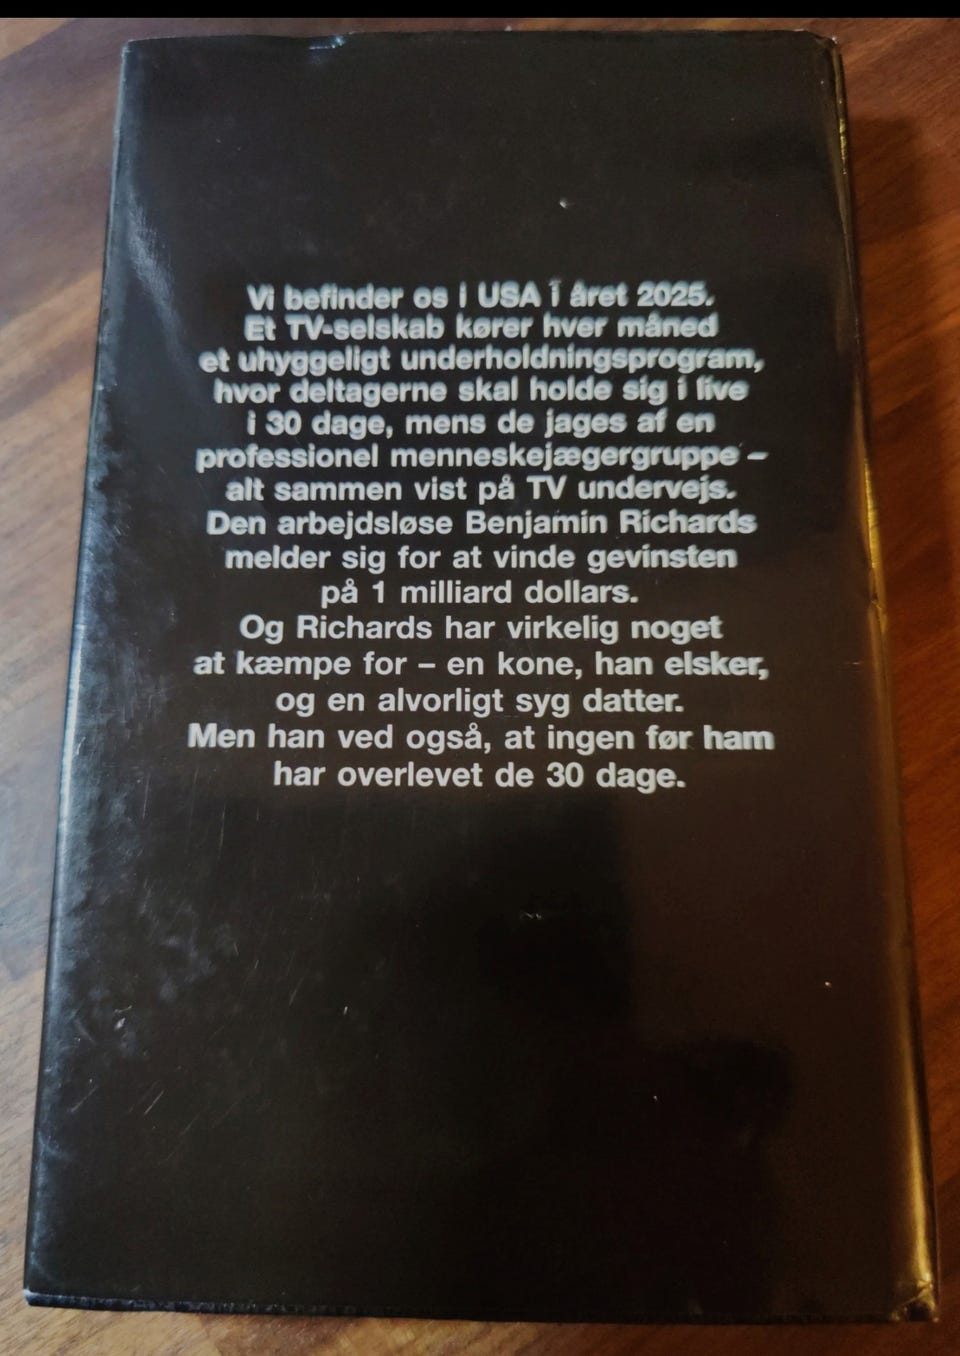 Vi befinder os i USA i året 2025.
Et TV-selskab kører hver måned
et uhyggeligt underholdningsprogram,
hvor deltagerne skal holde sig i live
i 30 dage, mens de jages af en
professionel menneskejægergruppe –
alt sammen vist på TV undervejs.
Den arbejdsløse Benjamin Richards
melder sig for at vinde gevinsten
på 1 milliard dollars.
Og Richards har virkelig noget
at kæmpe for – en kone, han elsker,
og en alvorligt syg datter.
Men han ved også, at ingen før ham
har overlevet de 30 dage.